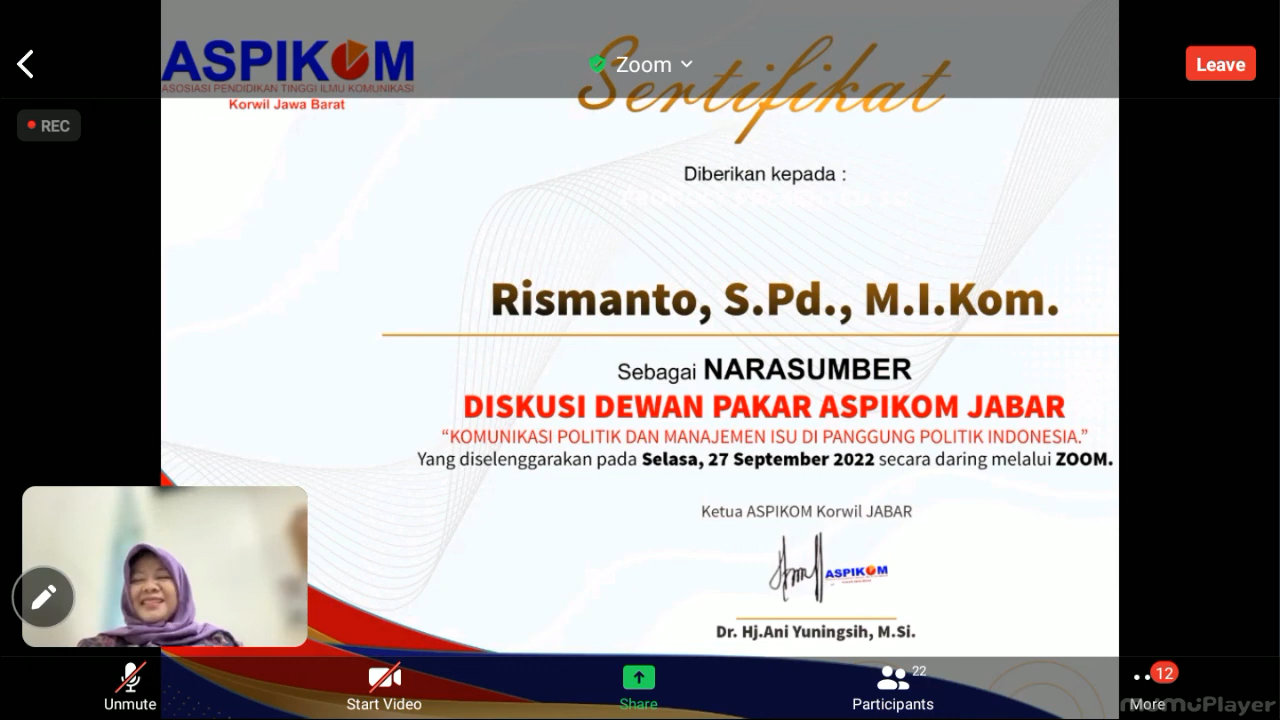 ASPIKOM
ASOSIASI PENDIDIKAN TINGGI ILMU KOMUNIKASI
Korwil Jawa Barat
Zoom
Leave
REC
Sertifikat
Diberikan kepada :
Rismanto, S.Pd., M.I.Kom.
Sebagai NARASUMBER
DISKUSI DEWAN PAKAR ASPIKOM JABAR
“KOMUNIKASI POLITIK DAN MANAJEMEN ISU DI PANGGUNG POLITIK INDONESIA.”
Yang diselenggarakan pada Selasa, 27 September 2022 secara daring melalui ZOOM.
Ketua ASPIKOM Korwil JABAR
ASPIKOM
Dr. Hj.Ani Yuningsih, M.Si.
Unmute
Start Video
Share
22
Participants
12
More
MuMuPlayer